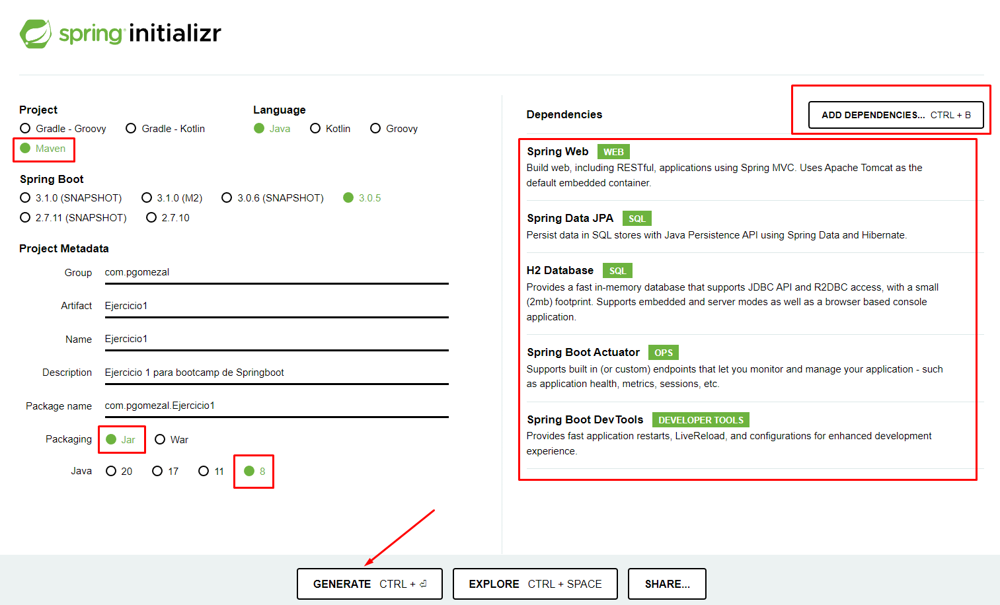 spring initializr
Project
Gradle - Groovy Gradle - Kotlin
Maven
Language
Java Kotlin Groovy
Spring Boot
3.1.0 (SNAPSHOT) 3.1.0 (M2) 3.0.6 (SNAPSHOT) 3.0.5
2.7.11 (SNAPSHOT) 2.7.10
Project Metadata
Group com.pgomezal
Artifact Ejercicio1
Name Ejercicio1
Description Ejercicio 1 para bootcamp de Springboot
Package name com.pgomezal.Ejercicio1
Packaging Jar War
Java 20 17 11 8
Dependencies ADD DEPENDENCIES... CTRL + B
Spring Web WEB
Build web, including RESTful, applications using Spring MVC. Uses Apache Tomcat as the
default embedded container.
Spring Data JPA SQL
Persist data in SQL stores with Java Persistence API using Spring Data and Hibernate.
H2 Database SQL
Provides a fast in-memory database that supports JDBC API and R2DBC access, with a small
(2mb) footprint. Supports embedded and server modes as well as a browser based console
application.
Spring Boot Actuator OPS
Supports built in (or custom) endpoints that let you monitor and manage your application - such
as application health, metrics, sessions, etc.
Spring Boot DevTools DEVELOPER TOOLS
Provides fast application restarts, LiveReload, and configurations for enhanced development
experience.
GENERATE CTRL + ⏎ EXPLORE CTRL + SPACE SHARE...